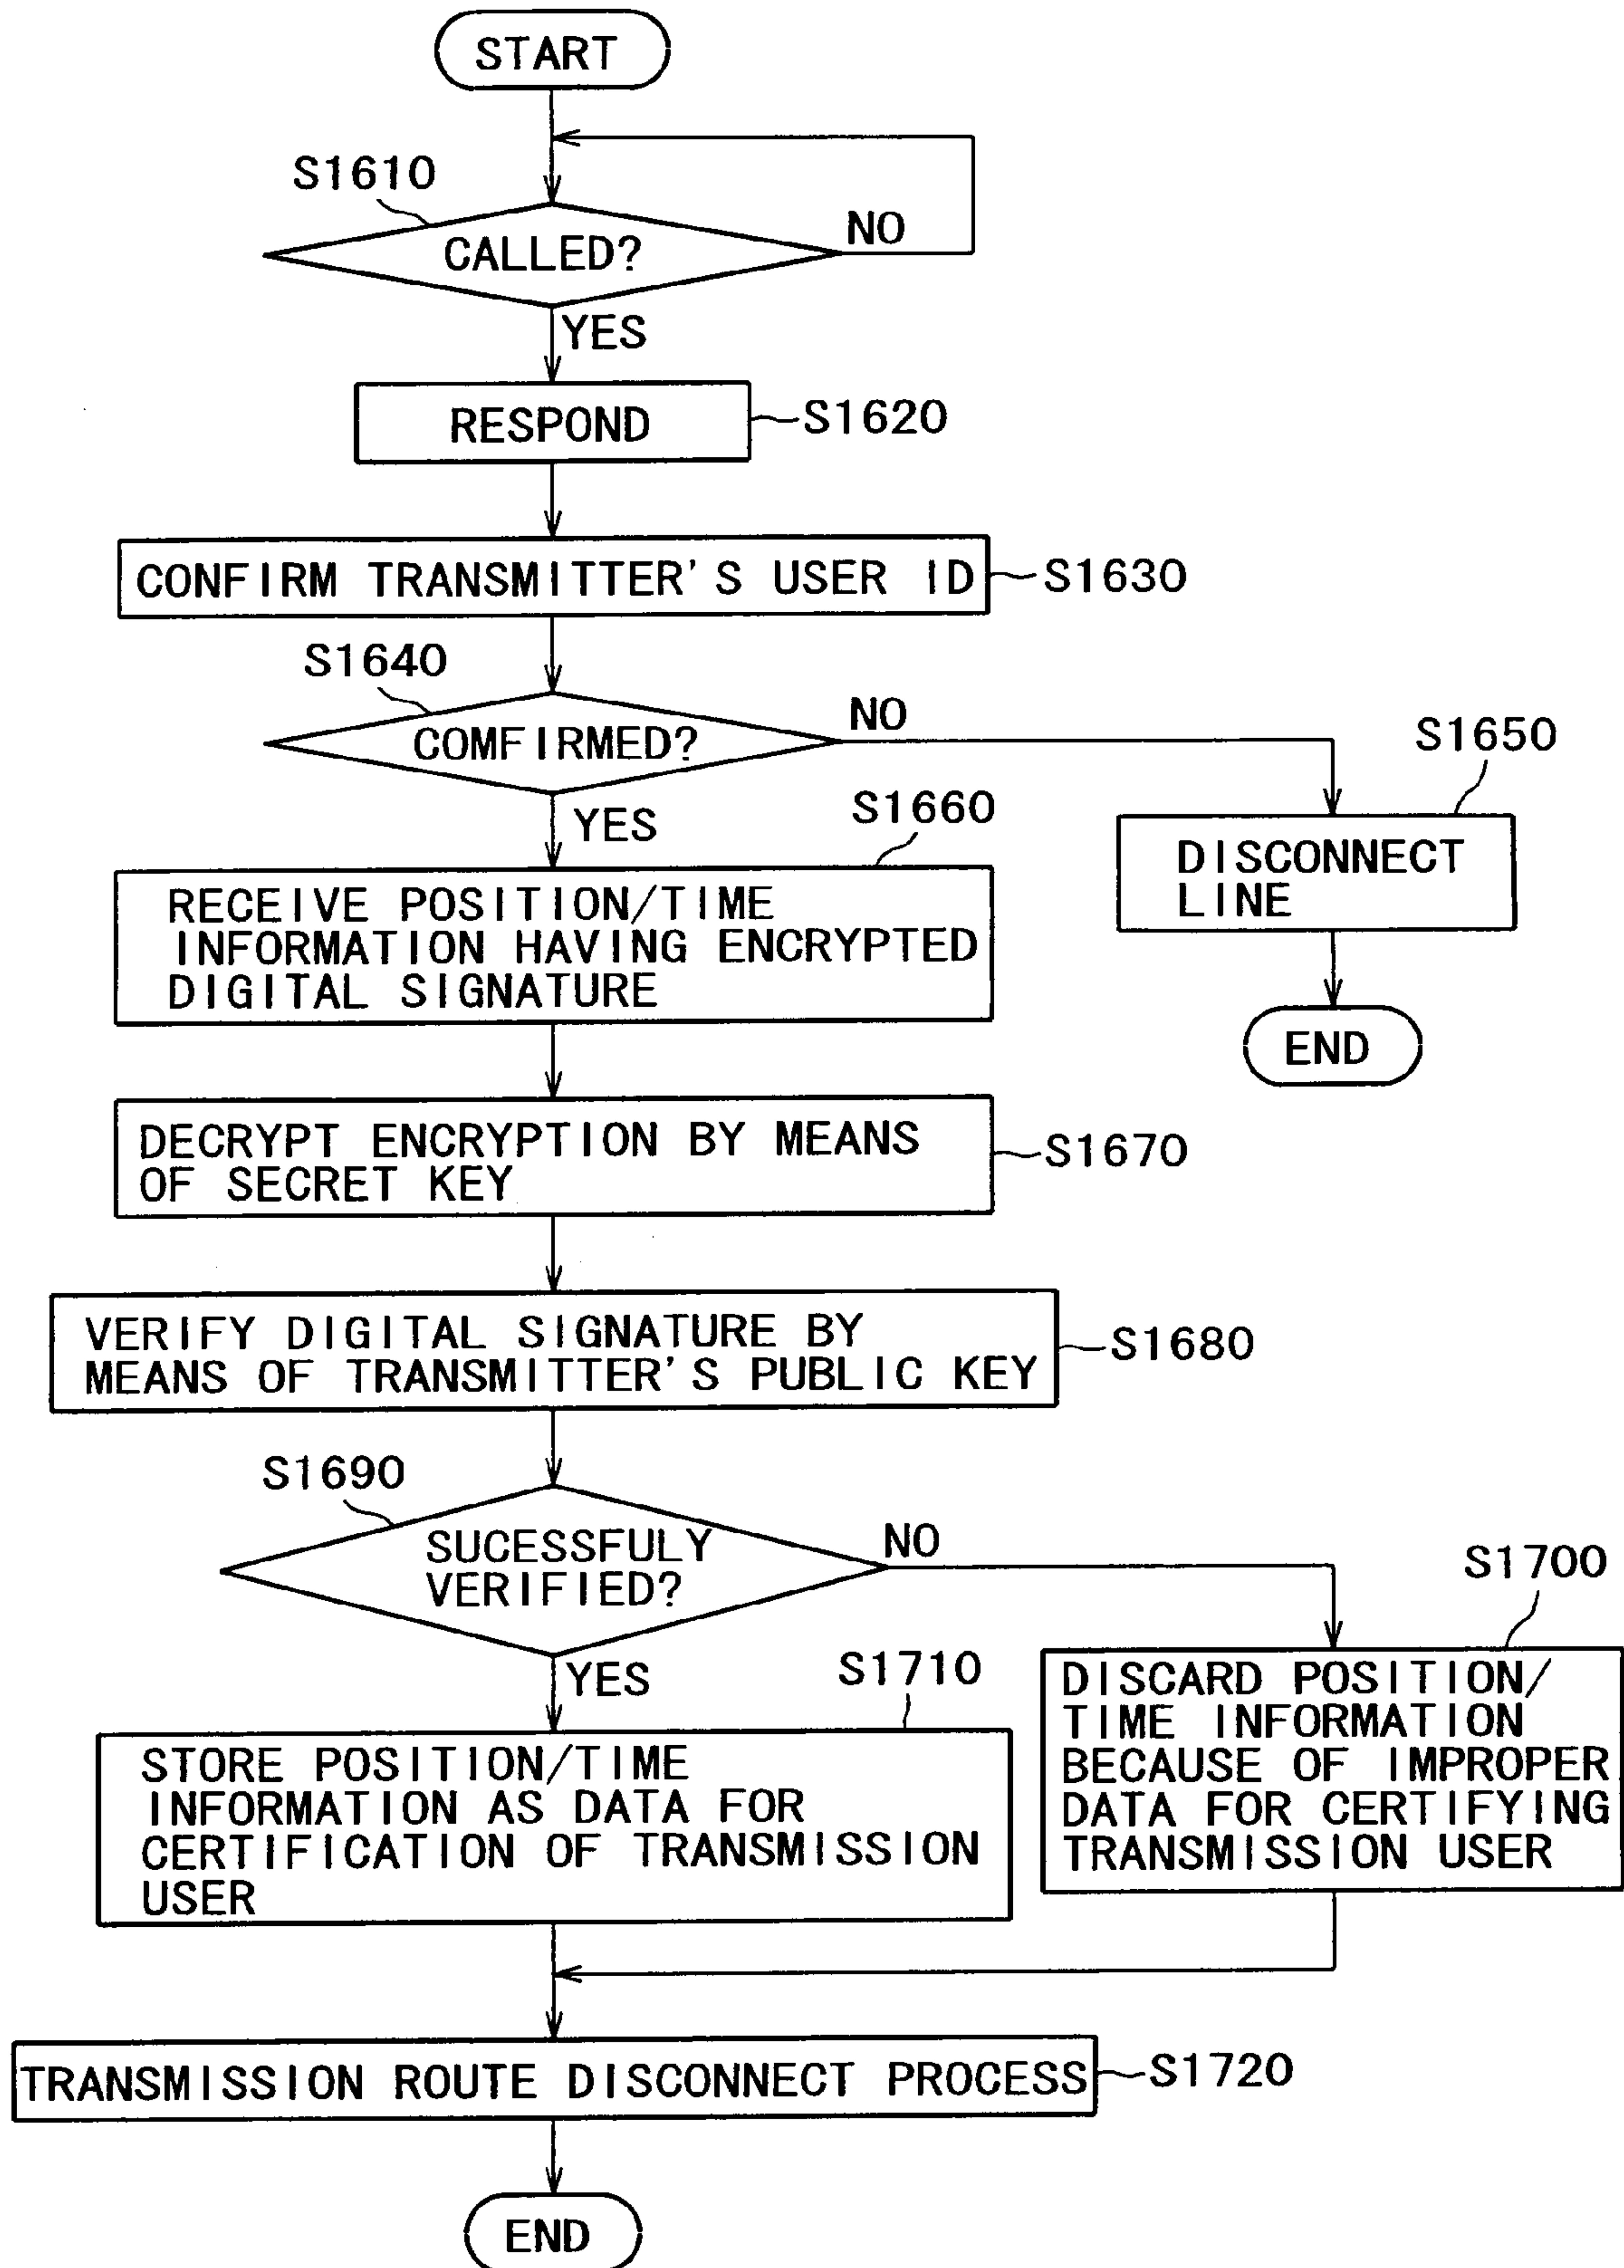 START
S1610
CALLED?
NO
YES
RESPOND
S1620
CONFIRM TRANSMITTER'S USER ID
S1630
S1640
COMFIRMED?
NO
YES
S1650
DISCONNECT
LINE
END
S1660
RECEIVE POSITION/TIME
INFORMATION HAVING ENCRYPTED
DIGITAL SIGNATURE
DECRYPT ENCRYPTION BY MEANS
OF SECRET KEY
S1670
VERIFY DIGITAL SIGNATURE BY
MEANS OF TRANSMITTER'S PUBLIC KEY
S1680
S1690
SUCESSFULY
VERIFIED?
NO
YES
S1700
DISCARD POSITION/
TIME INFORMATION
BECAUSE OF IMPROPER
DATA FOR CERTIFYING
TRANSMISSION USER
S1710
STORE POSITION/TIME
INFORMATION AS DATA FOR
CERTIFICATION OF TRANSMISSION
USER
TRANSMISSION ROUTE DISCONNECT PROCESS
S1720
END